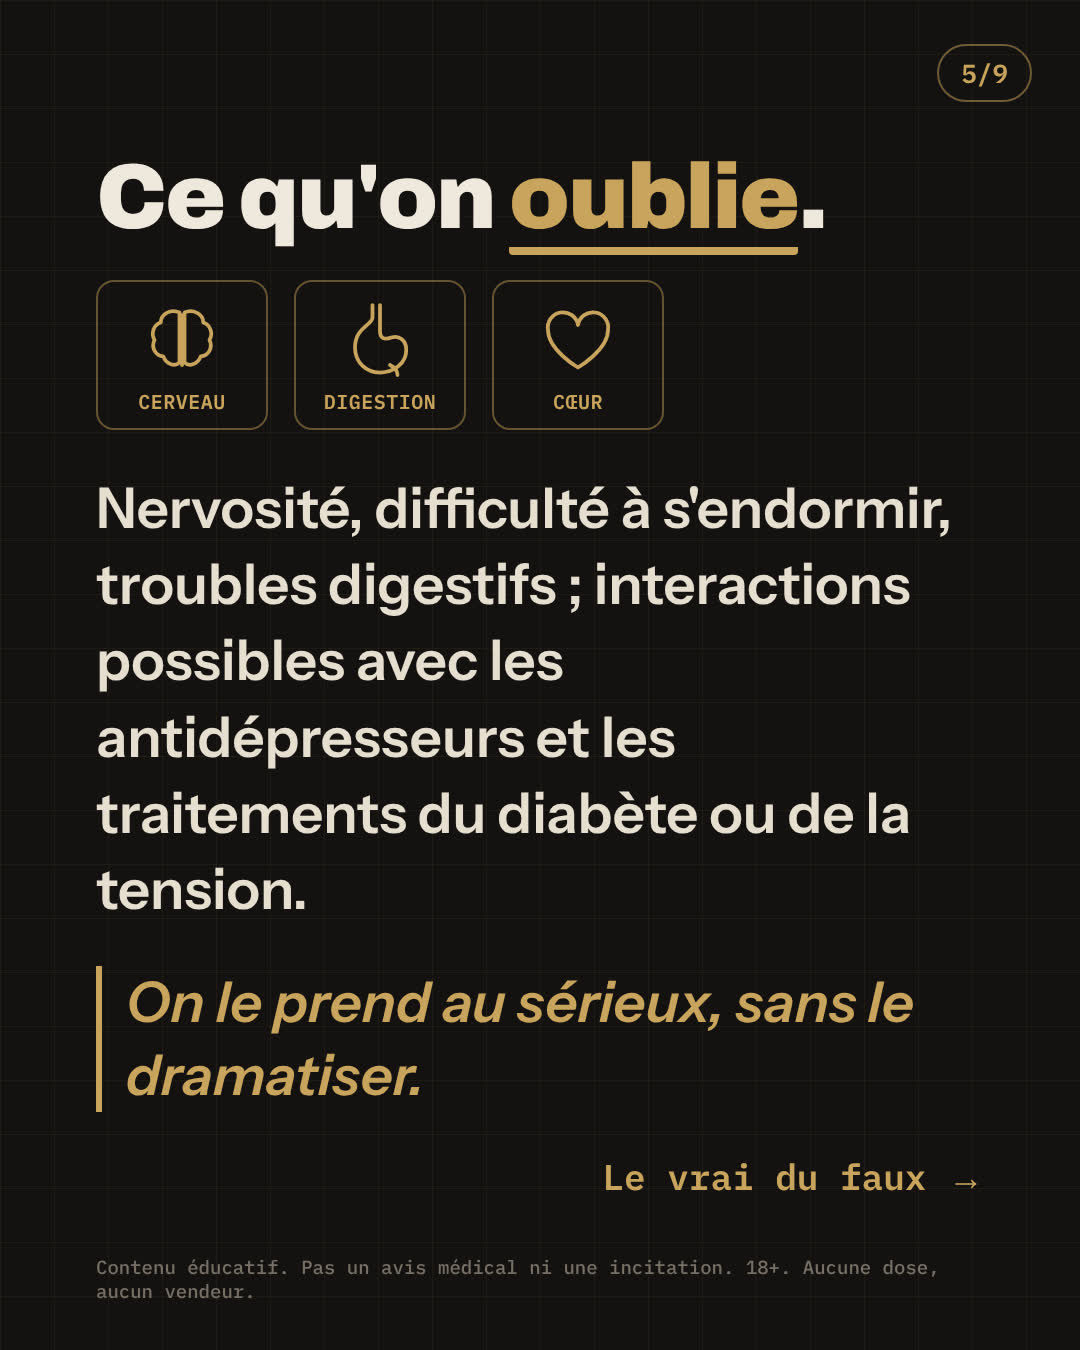 5/9
Ce qu'on oublie.
CERVEAU
DIGESTION
CŒUR
Nervosité, difficulté à s'endormir,
troubles digestifs ; interactions
possibles avec les
antidépresseurs et les
traitements du diabète ou de la
tension.
On le prend au sérieux, sans le
dramatiser.
Le vrai du faux →
Contenu éducatif. Pas un avis médical ni une incitation. 18+. Aucune dose,
aucun vendeur.